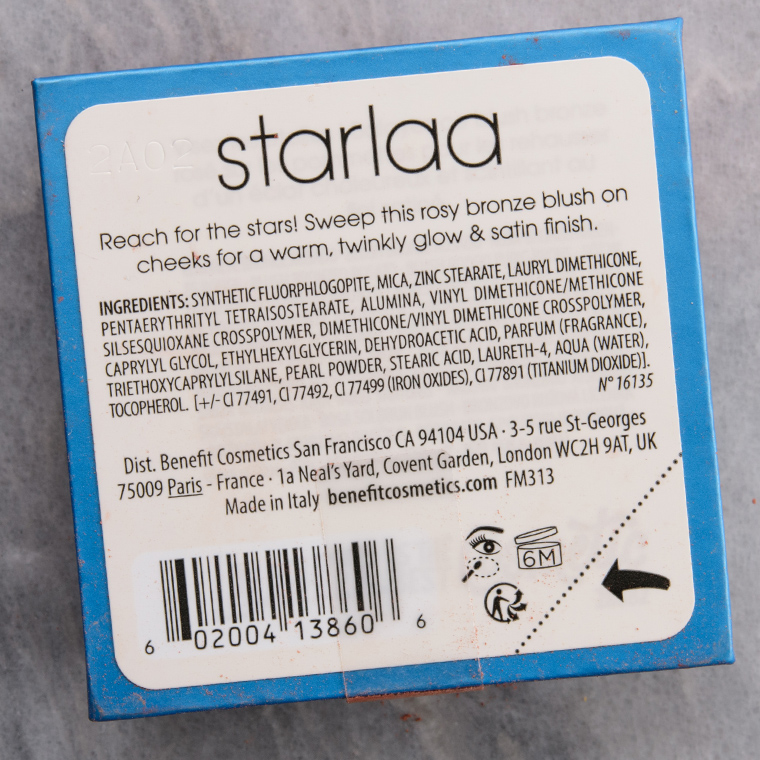 2A02
starlaa
Reach for the stars! Sweep this rosy bronze blush on
cheeks for a warm, twinkly glow & satin finish.
INGREDIENTS: SYNTHETIC FLUORPHLOGOPITE, MICA, ZINC STEARATE, LAURYL DIMETHICONE,
PENTAERYTHRITYL TETRAISOSTEARATE, ALUMINA, VINYL DIMETHICONE/METHICONE
SILSESQUIOXANE CROSSPOLYMER, DIMETHICONE/VINYL DIMETHICONE CROSSPOLYMER,
CAPRYLYL GLYCOL, ETHYLHEXYLGLYCERIN, DEHYDROACETIC ACID, PARFUM (FRAGRANCE),
TRIETHOXYCAPRYLYLSILANE, PEARL POWDER, STEARIC ACID, LAURETH-4, AQUA (WATER),
TOCOPHEROL. [+/- CI 77491, CI 77492, CI 77499 (IRON OXIDES), CI 77891 (TITANIUM DIOXIDE)].
N° 16135
Dist. Benefit Cosmetics San Francisco CA 94104 USA · 3-5 rue St-Georges
75009 Paris - France · 1a Neal's Yard, Covent Garden, London WC2H 9AT, UK
Made in Italy benefitcosmetics.com FM313
6M
6 02004 13860 6